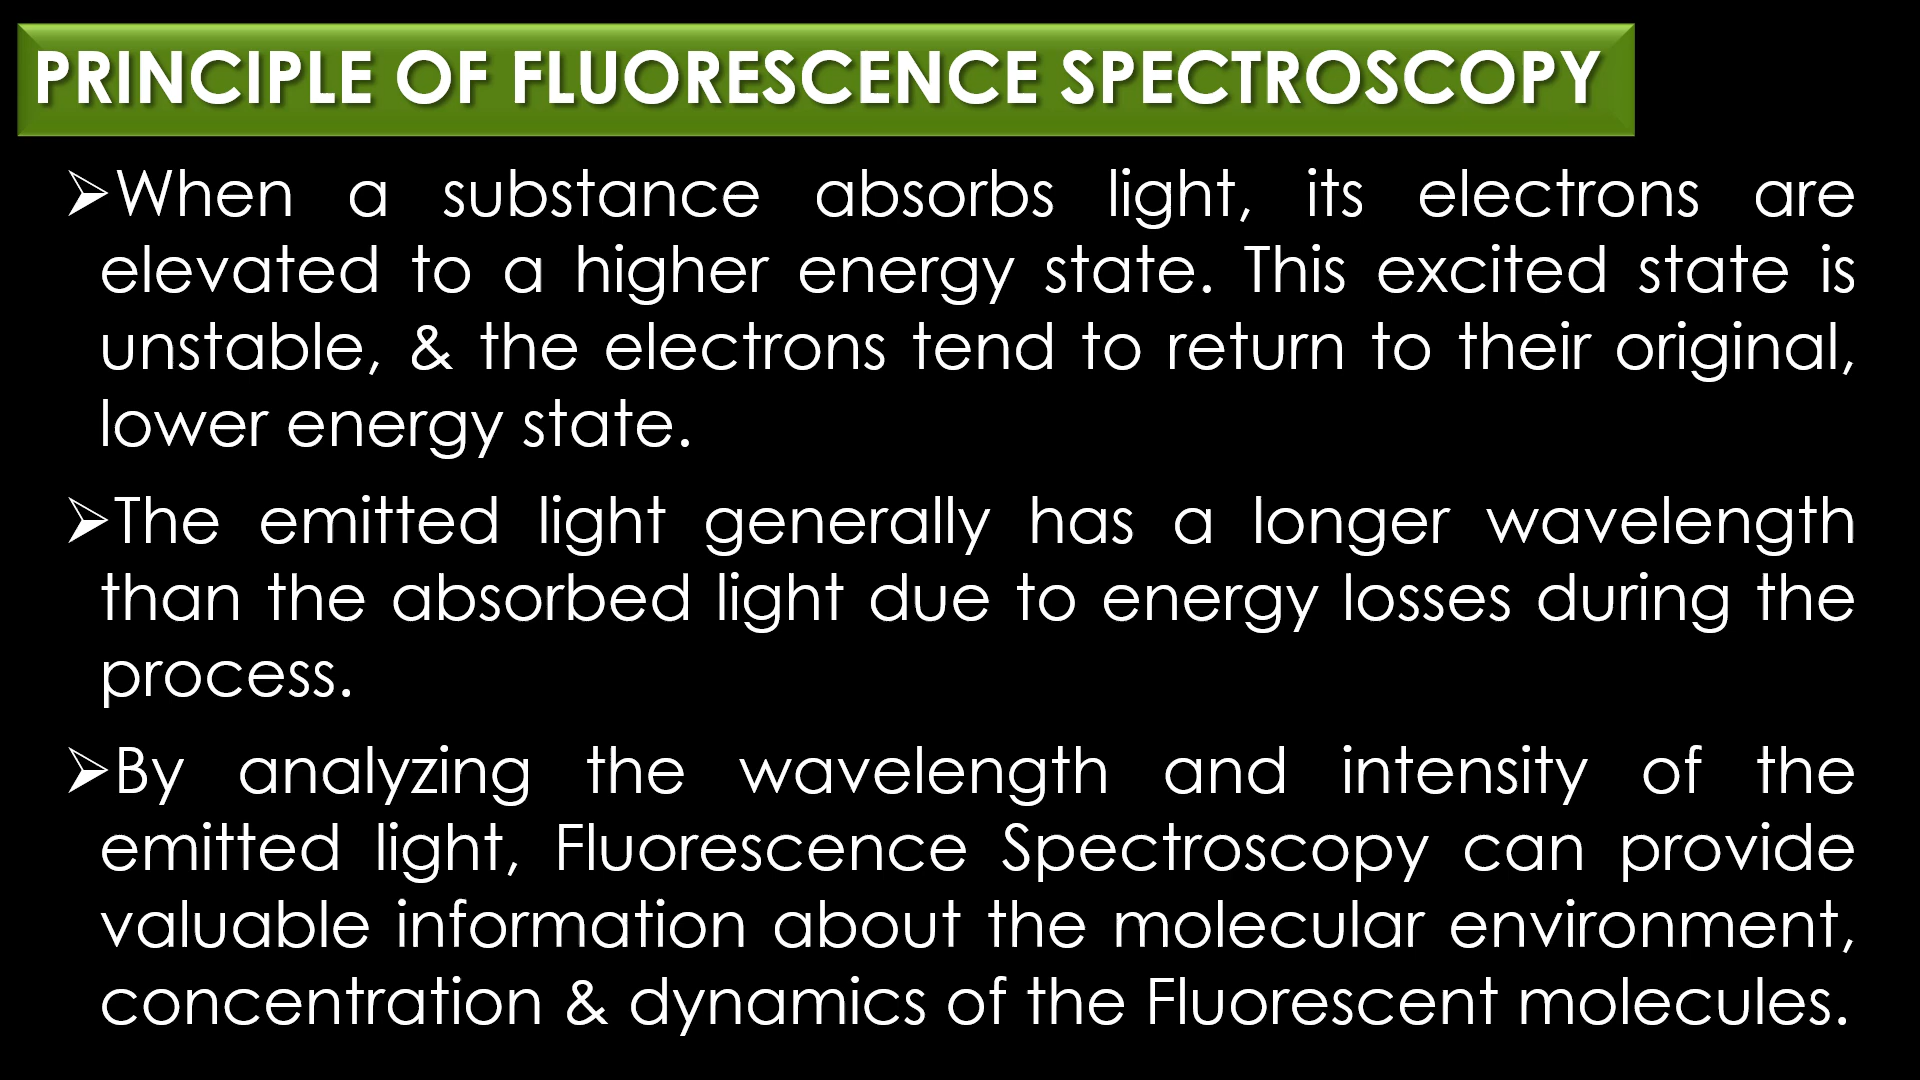 PRINCIPLE OF FLUORESCENCE SPECTROSCOPY
➢When a substance absorbs light, its electrons are
elevated to a higher energy state. This excited state is
unstable, & the electrons tend to return to their original,
lower energy state.
➢The emitted light generally has a longer wavelength
than the absorbed light due to energy losses during the
process.
➢By analyzing the wavelength and intensity of the
emitted light, Fluorescence Spectroscopy can provide
valuable information about the molecular environment,
concentration & dynamics of the Fluorescent molecules.